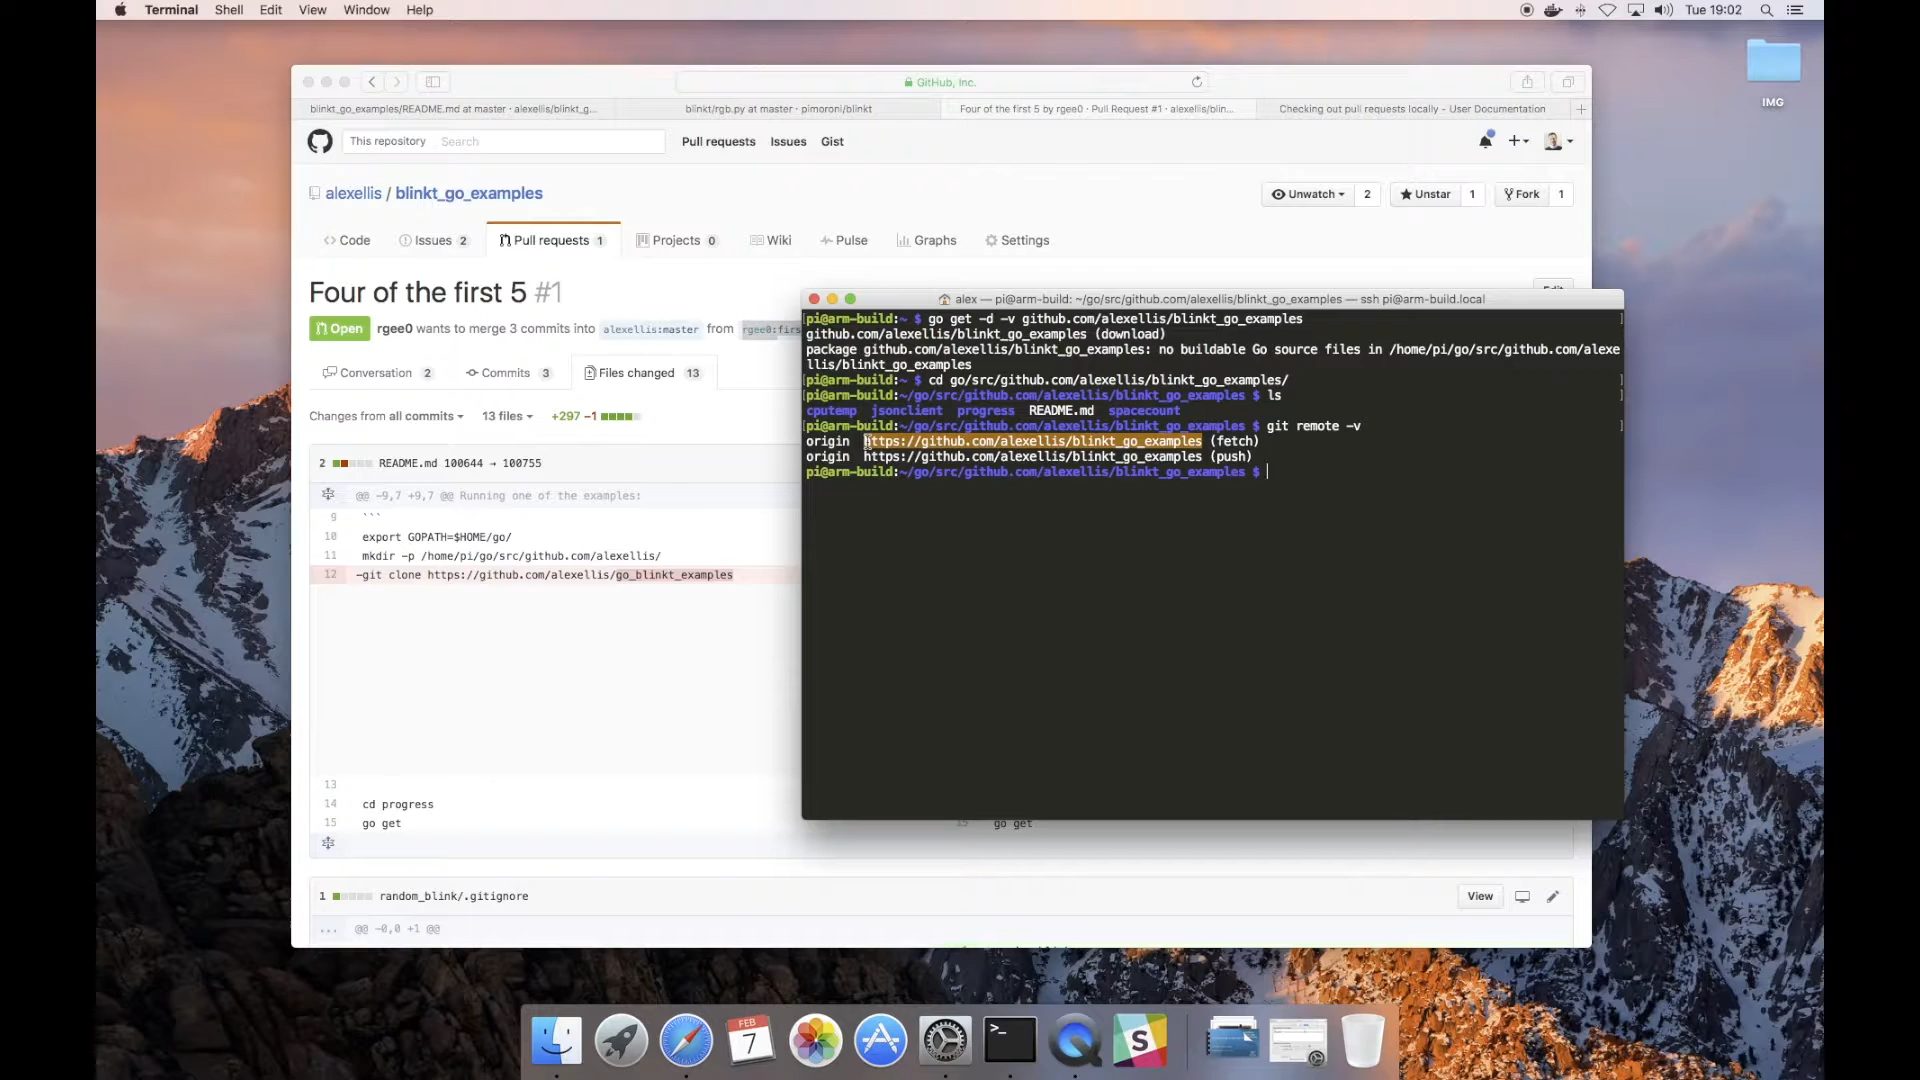 Terminal Shell Edit View Window Help
Tue 19:02
IMG
GitHub, Inc.
blinkt_go_examples/README.md at master · alexellis/blinkt_g...
blinkt/rgb.py at master · pimoroni/blinkt
Four of the first 5 by rgee0 · Pull Request #1 · alexellis/blin...
Checking out pull requests locally - User Documentation
This repository Search
Pull requests Issues Gist
alexellis / blinkt_go_examples
Unwatch 2
Unstar 1
Fork 1
Code
Issues 2
Pull requests 1
Projects 0
Wiki
Pulse
Graphs
Settings
Four of the first 5 #1
Open rgee0 wants to merge 3 commits into alexellis:master from rgee0:firs
Conversation 2
Commits 3
Files changed 13
Changes from all commits 13 files +297 −1
2 README.md 100644 → 100755
@@ -9,7 +9,7 @@ Running one of the examples:
9 ```
10 export GOPATH=$HOME/go/
11 mkdir -p /home/pi/go/src/github.com/alexellis/
12 -git clone https://github.com/alexellis/go_blinkt_examples
13
14 cd progress
15 go get
15 go get
1 random_blink/.gitignore
View
... @@ -0,0 +1 @@
alex — pi@arm-build: ~/go/src/github.com/alexellis/blinkt_go_examples — ssh pi@arm-build.local
pi@arm-build:~ $ go get -d -v github.com/alexellis/blinkt_go_examples
github.com/alexellis/blinkt_go_examples (download)
package github.com/alexellis/blinkt_go_examples: no buildable Go source files in /home/pi/go/src/github.com/alexe
llis/blinkt_go_examples
pi@arm-build:~ $ cd go/src/github.com/alexellis/blinkt_go_examples/
pi@arm-build:~/go/src/github.com/alexellis/blinkt_go_examples $ ls
cputemp jsonclient progress README.md spacecount
pi@arm-build:~/go/src/github.com/alexellis/blinkt_go_examples $ git remote -v
origin https://github.com/alexellis/blinkt_go_examples (fetch)
origin https://github.com/alexellis/blinkt_go_examples (push)
pi@arm-build:~/go/src/github.com/alexellis/blinkt_go_examples $
FEB
7